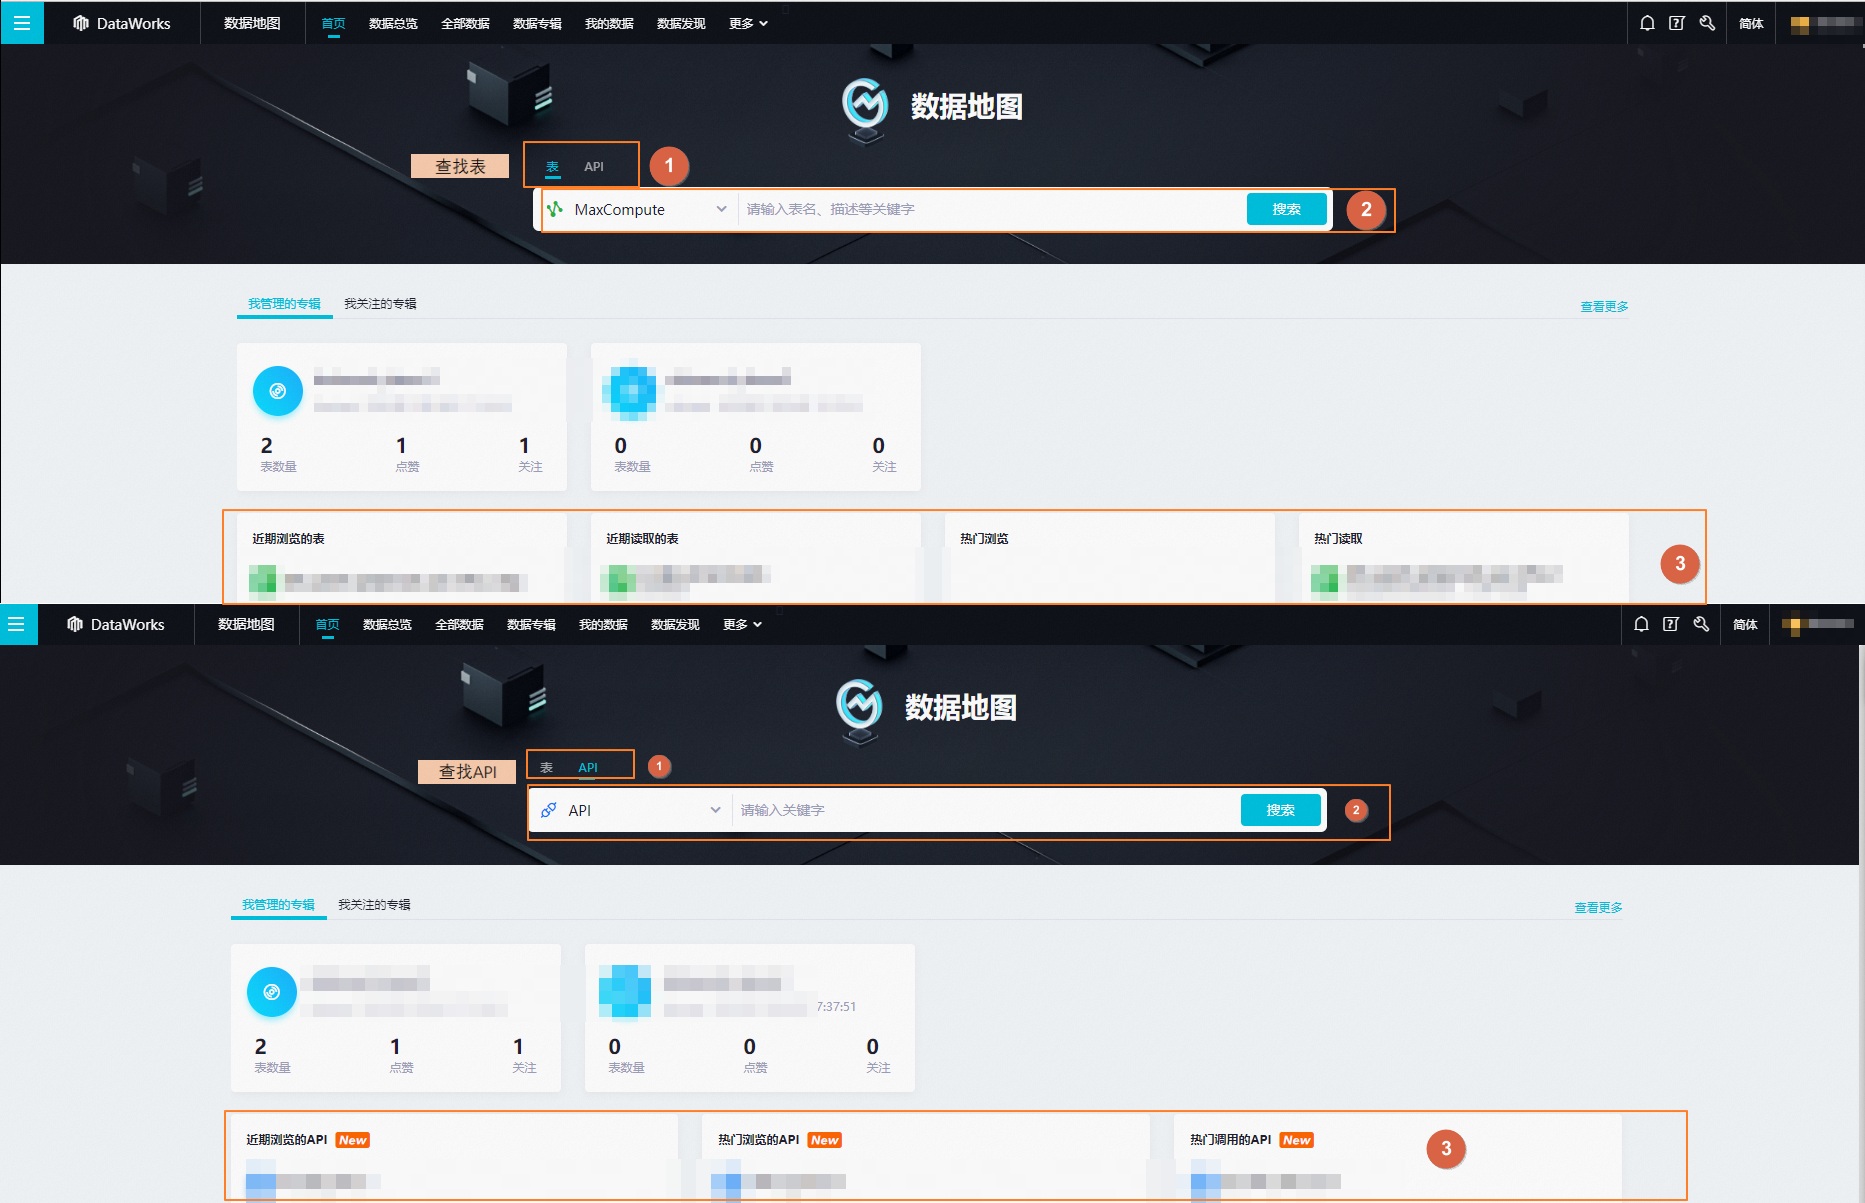 DataWorks 数据地图 首页 数据总览 全部数据 数据专辑 我的数据 数据发现 更多 简体
数据地图
查找表 表 API 1
MaxCompute 请输入表名、描述等关键字 搜索 2
我管理的专辑 我关注的专辑 查看更多
2 1 1 0 0 0
表数量 点赞 关注 表数量 点赞 关注
近期浏览的表 近期读取的表 热门浏览 热门读取
3
DataWorks 数据地图 首页 数据总览 全部数据 数据专辑 我的数据 数据发现 更多 简体
数据地图
查找API 表 API 1
API 请输入关键字 搜索 2
我管理的专辑 我关注的专辑 查看更多
7:37:51
2 1 1 0 0 0
表数量 点赞 关注 表数量 点赞 关注
近期浏览的API New 热门浏览的API New 热门调用的API New 3